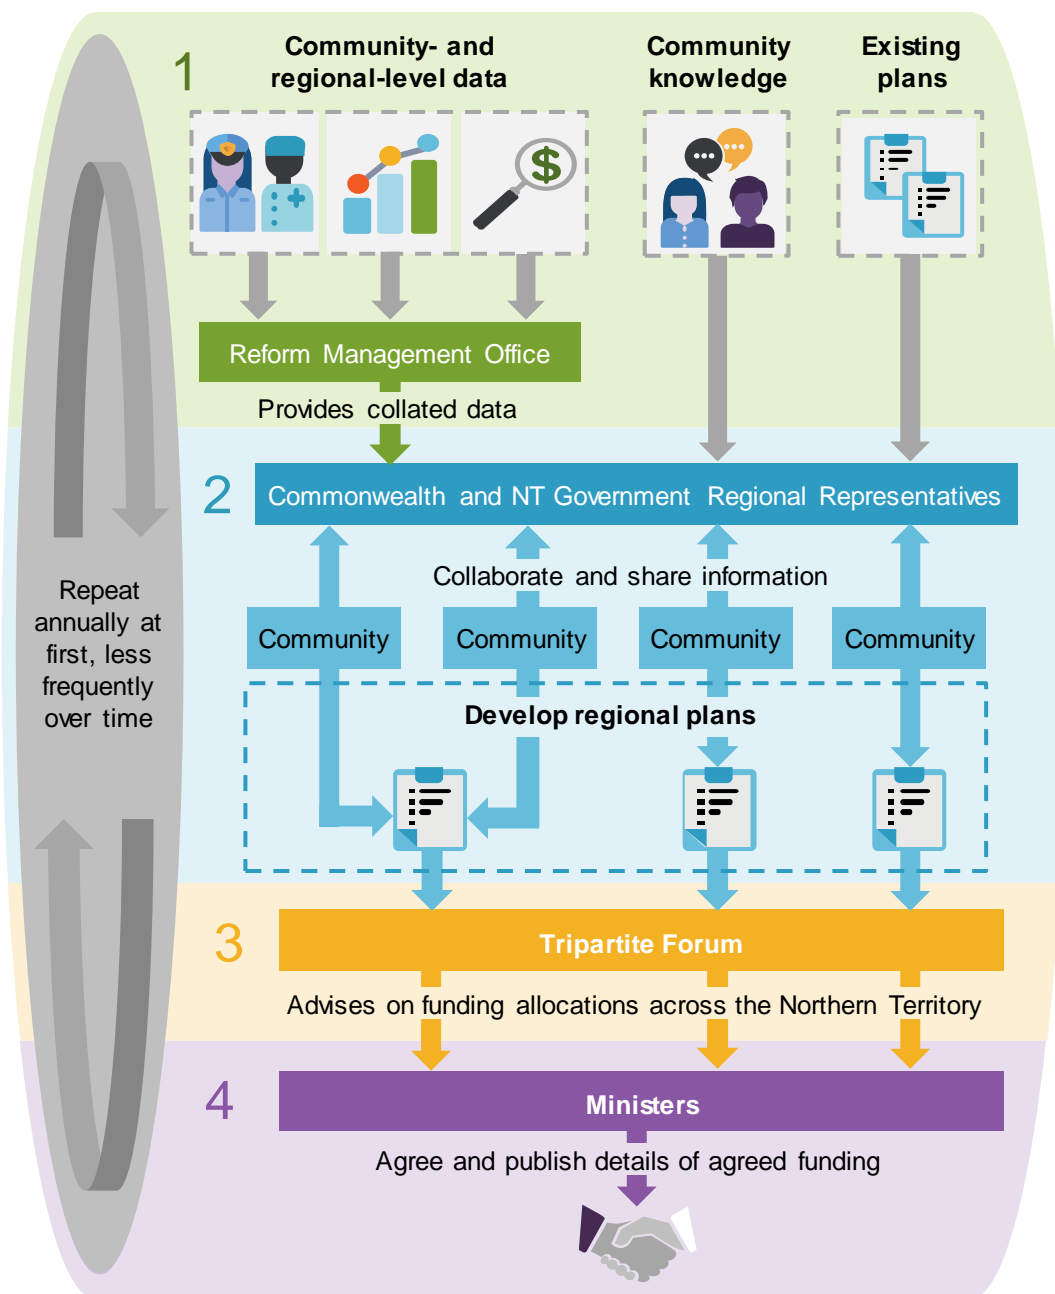 1
Community- and
regional-level data
Community
knowledge
Existing
plans
$
Reform Management Office
Provides collated data
2
Commonwealth and NT Government Regional Representatives
Collaborate and share information
Community
Community
Community
Community
Develop regional plans
Repeat
annually at
first, less
frequently
over time
3
Tripartite Forum
Advises on funding allocations across the Northern Territory
4
Ministers
Agree and publish details of agreed funding